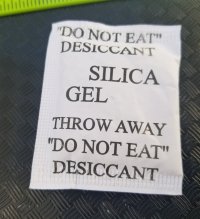 "DO NOT EAT"
DESICCANT
SILICA
GEL
THROW AWAY
"DO NOT EAT"
DESICCANT